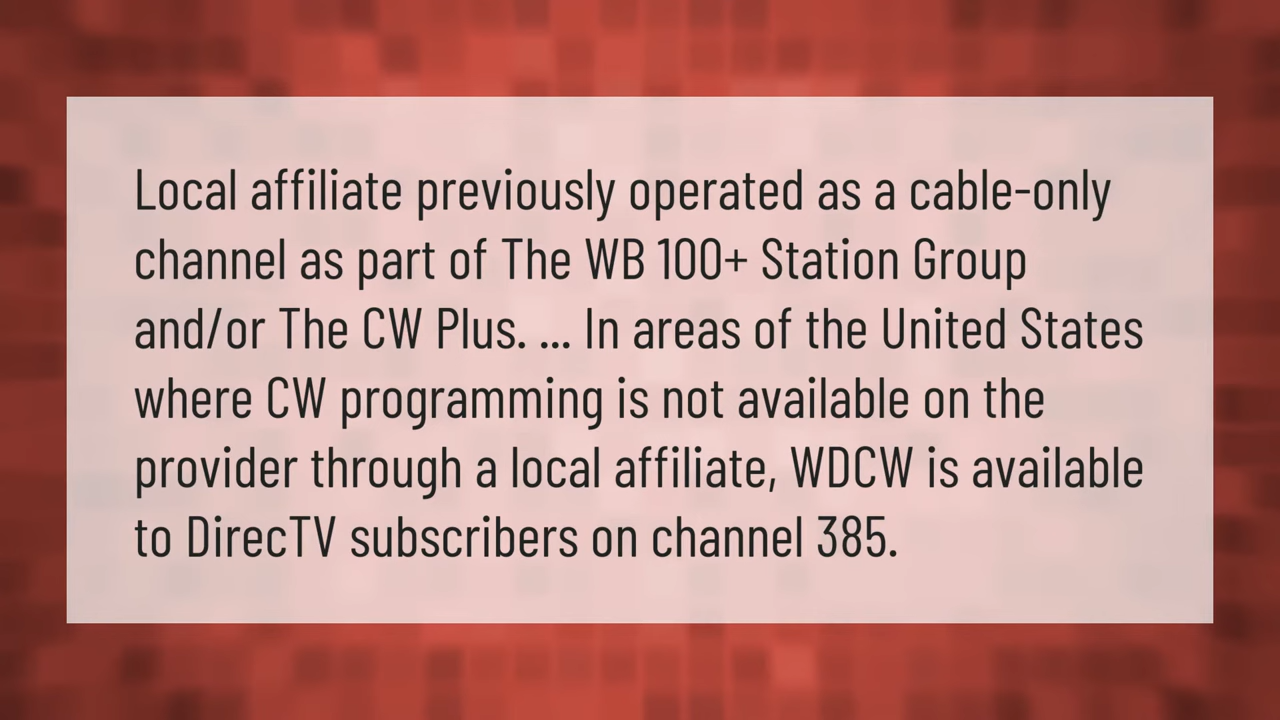 Local affiliate previously operated as a cable-only
channel as part of The WB 100+ Station Group
and/or The CW Plus. ... In areas of the United States
where CW programming is not available on the
provider through a local affiliate, WDCW is available
to DirecTV subscribers on channel 385.